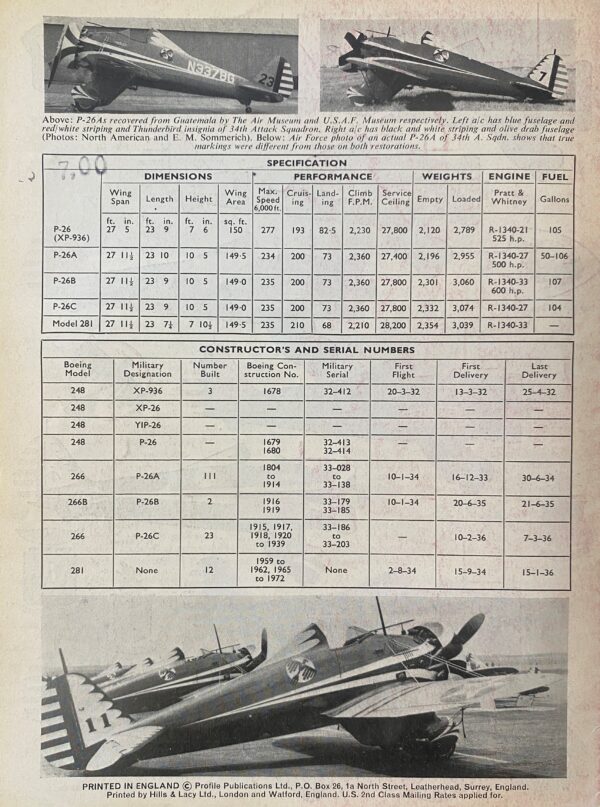 N3378G
23
7
Above: P-26As recovered from Guatemala by The Air Museum and U.S.A.F. Museum respectively. Left a/c has blue fuselage and
red/white striping and Thunderbird insignia of 34th Attack Squadron. Right a/c has black and white striping and olive drab fuselage
(Photos: North American and E. M. Sommerich). Below: Air Force photo of an actual P-26A of 34th A. Sqdn. shows that true
markings were different from those on both restorations.
7.00
SPECIFICATION
DIMENSIONS PERFORMANCE WEIGHTS ENGINE FUEL
Wing Span Length Height Wing Area Max. Speed 6,000 ft. Cruis-ing Land-ing Climb F.P.M. Service Ceiling Empty Loaded Pratt & Whitney Gallons
ft. in. ft. in. ft. in. sq. ft.
P-26 (XP-936) 27 5 23 9 7 6 150 277 193 82·5 2,230 27,800 2,120 2,789 R-1340-21 525 h.p. 105
P-26A 27 11½ 23 10 10 5 149·5 234 200 73 2,360 27,400 2,196 2,955 R-1340-27 500 h.p. 50–106
P-26B 27 11½ 23 9 10 5 149·0 235 200 73 2,360 27,800 2,301 3,060 R-1340-33 600 h.p. 107
P-26C 27 11½ 23 9 10 5 149·0 235 200 73 2,360 27,800 2,332 3,074 R-1340-27 104
Model 281 27 11½ 23 7¼ 7 10½ 149·5 235 210 68 2,210 28,200 2,354 3,039 R-1340-33 —
CONSTRUCTOR'S AND SERIAL NUMBERS
Boeing Model Military Designation Number Built Boeing Con-struction No. Military Serial First Flight First Delivery Last Delivery
248 XP-936 3 1678 32–412 20–3–32 13–3–32 25–4–32
248 XP-26 — — — — — —
248 YIP-26 — — — — — —
248 P-26 — 1679 1680 32–413 32–414 — — —
266 P-26A 111 1804 to 1914 33–028 to 33–138 10–1–34 16–12–33 30–6–34
266B P-26B 2 1916 1919 33–179 33–185 10–1–34 20–6–35 21–6–35
266 P-26C 23 1915, 1917, 1918, 1920 to 1939 33–186 to 33–203 — 10–2–36 7–3–36
281 None 12 1959 to 1962, 1965 to 1972 None 2–8–34 15–9–34 15–1–36
11
PRINTED IN ENGLAND © Profile Publications Ltd., P.O. Box 26, 1a North Street, Leatherhead, Surrey, England.
Printed by Hills & Lacy Ltd., London and Watford, England. U.S. 2nd Class Mailing Rates applied for.